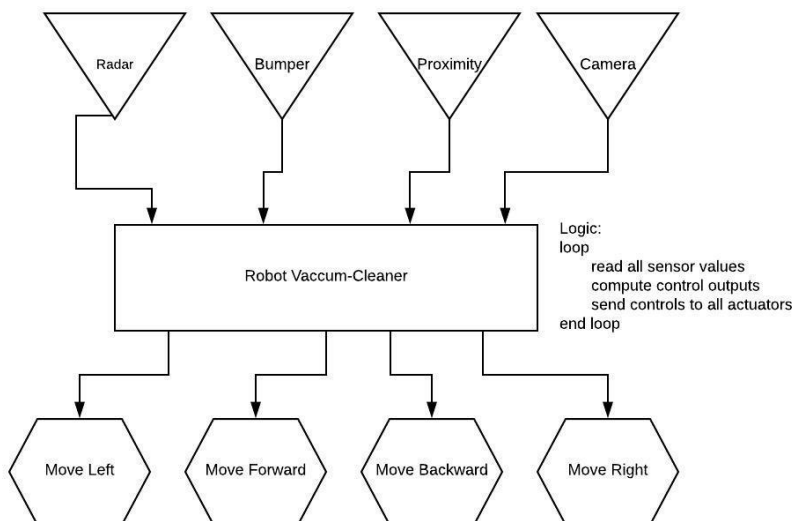 Radar
Bumper
Proximity
Camera
Robot Vaccum-Cleaner
Logic:
loop
read all sensor values
compute control outputs
send controls to all actuators
end loop
Move Left
Move Forward
Move Backward
Move Right